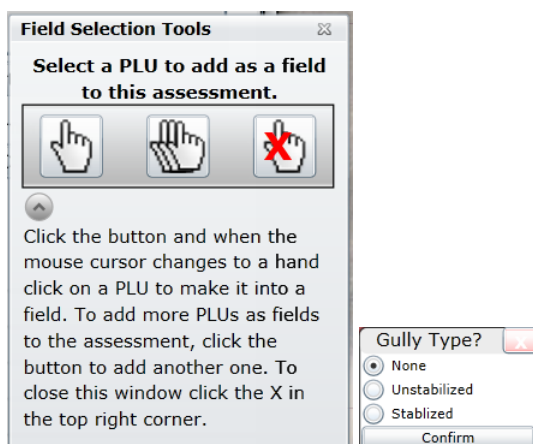 Field Selection Tools
Select a PLU to add as a field
to this assessment.
Click the button and when the
mouse cursor changes to a hand
click on a PLU to make it into a
field. To add more PLUs as fields
to the assessment, click the
button to add another one. To
close this window click the X in
the top right corner.
Gully Type?
None
Unstabilized
Stablized
Confirm